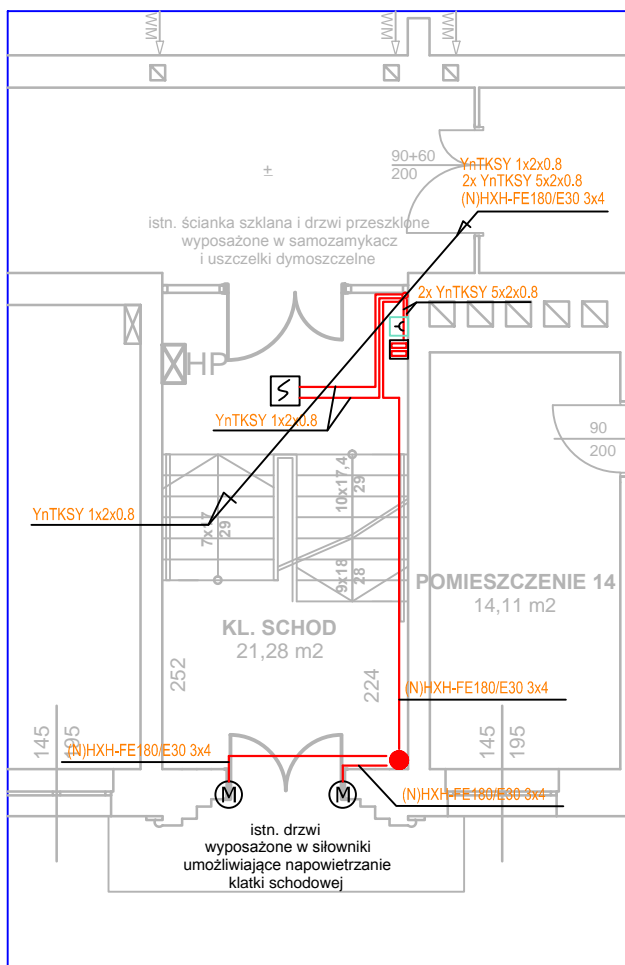 WM
WM
WM
90+60
200
YnTKSY 1x2x0.8
2x YnTKSY 5x2x0.8
(N)HXH-FE180/E30 3x4
±
istn. ścianka szklana i drzwi przeszklone
wyposażone w samozamykacz
i uszczelki dymoszczelne
2x YnTKSY 5x2x0.8
HP
YnTKSY 1x2x0.8
90
200
YnTKSY 1x2x0.8
7x17
29
10x17,4
29
9x18
28
POMIESZCZENIE 14
14,11 m2
KL. SCHOD
21,28 m2
252
224
(N)HXH-FE180/E30 3x4
145
195
(N)HXH-FE180/E30 3x4
145
195
(N)HXH-FE180/E30 3x4
M
M
istn. drzwi
wyposażone w siłowniki
umożliwiające napowietrzanie
klatki schodowej